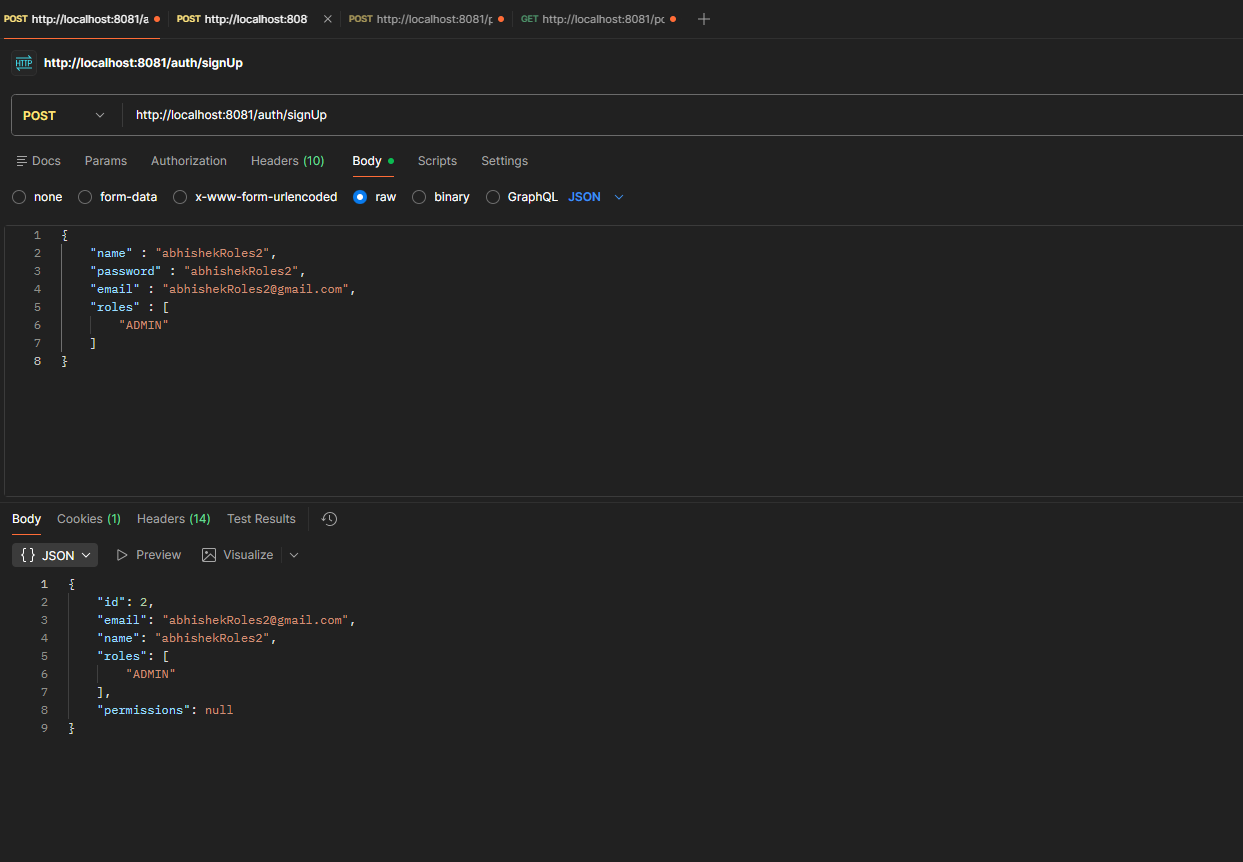 POST http://localhost:8081/a POST http://localhost:808 POST http://localhost:8081/p GET http://localhost:8081/po
HTTP http://localhost:8081/auth/signUp
POST http://localhost:8081/auth/signUp
Docs Params Authorization Headers (10) Body Scripts Settings
none form-data x-www-form-urlencoded raw binary GraphQL JSON
1 {
2 "name" : "abhishekRoles2",
3 "password" : "abhishekRoles2",
4 "email" : "abhishekRoles2@gmail.com",
5 "roles" : [
6 "ADMIN"
7 ]
8 }
Body Cookies (1) Headers (14) Test Results
{} JSON Preview Visualize
1 {
2 "id": 2,
3 "email": "abhishekRoles2@gmail.com",
4 "name": "abhishekRoles2",
5 "roles": [
6 "ADMIN"
7 ],
8 "permissions": null
9 }